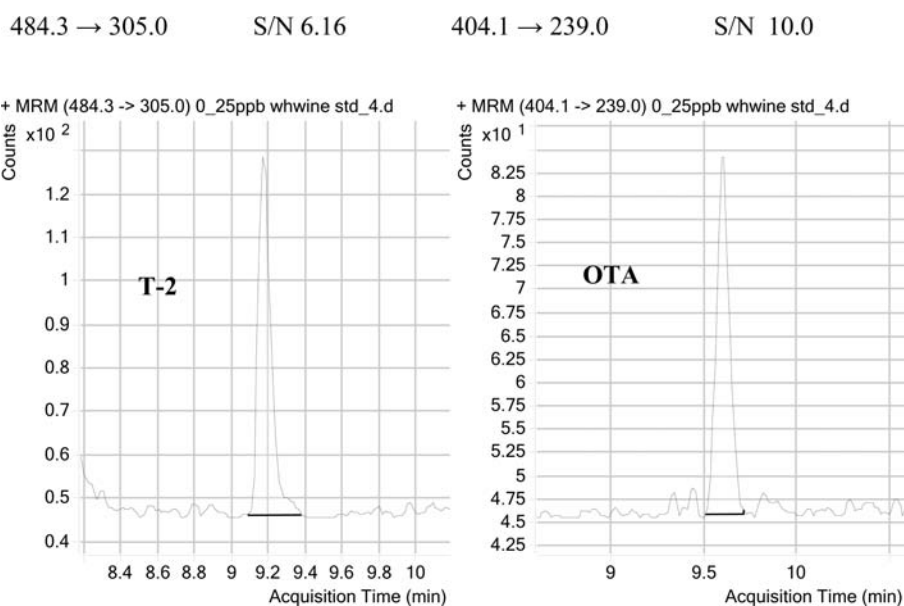 484.3 → 305.0 S/N 6.16 404.1 → 239.0 S/N 10.0
+ MRM (484.3 -> 305.0) 0_25ppb whwine std_4.d
Counts
x10 2
1.2
1.1
1
0.9
0.8
0.7
0.6
0.5
0.4
T-2
8.4 8.6 8.8 9 9.2 9.4 9.6 9.8 10
Acquisition Time (min)
+ MRM (404.1 -> 239.0) 0_25ppb whwine std_4.d
Counts
x10 1
8.25
8
7.75
7.5
7.25
7
6.75
6.5
6.25
6
5.75
5.5
5.25
5
4.75
4.5
4.25
OTA
9 9.5 10
Acquisition Time (min)